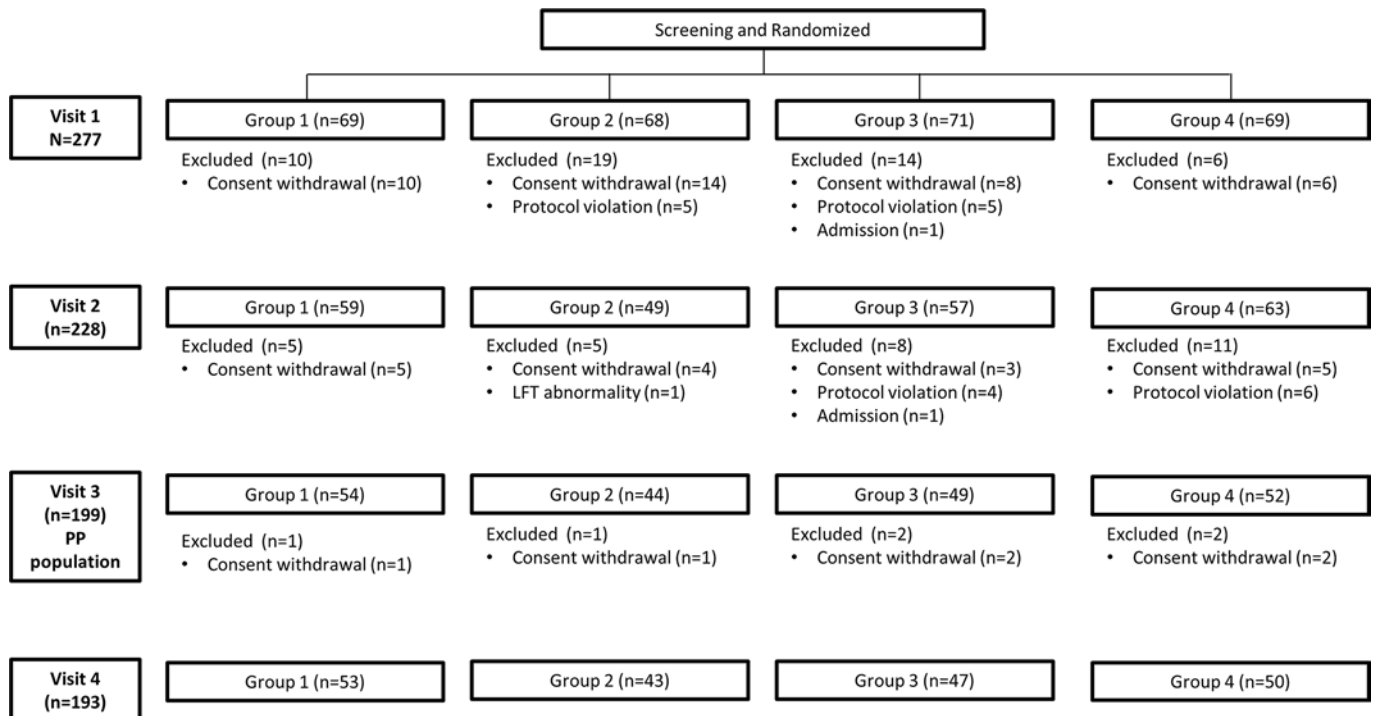 Screening and Randomized
Visit 1
N=277
Group 1 (n=69)
Group 2 (n=68)
Group 3 (n=71)
Group 4 (n=69)
Excluded (n=10)
• Consent withdrawal (n=10)
Excluded (n=19)
• Consent withdrawal (n=14)
• Protocol violation (n=5)
Excluded (n=14)
• Consent withdrawal (n=8)
• Protocol violation (n=5)
• Admission (n=1)
Excluded (n=6)
• Consent withdrawal (n=6)
Visit 2
(n=228)
Group 1 (n=59)
Group 2 (n=49)
Group 3 (n=57)
Group 4 (n=63)
Excluded (n=5)
• Consent withdrawal (n=5)
Excluded (n=5)
• Consent withdrawal (n=4)
• LFT abnormality (n=1)
Excluded (n=8)
• Consent withdrawal (n=3)
• Protocol violation (n=4)
• Admission (n=1)
Excluded (n=11)
• Consent withdrawal (n=5)
• Protocol violation (n=6)
Visit 3
(n=199)
PP
population
Group 1 (n=54)
Group 2 (n=44)
Group 3 (n=49)
Group 4 (n=52)
Excluded (n=1)
• Consent withdrawal (n=1)
Excluded (n=1)
• Consent withdrawal (n=1)
Excluded (n=2)
• Consent withdrawal (n=2)
Excluded (n=2)
• Consent withdrawal (n=2)
Visit 4
(n=193)
Group 1 (n=53)
Group 2 (n=43)
Group 3 (n=47)
Group 4 (n=50)